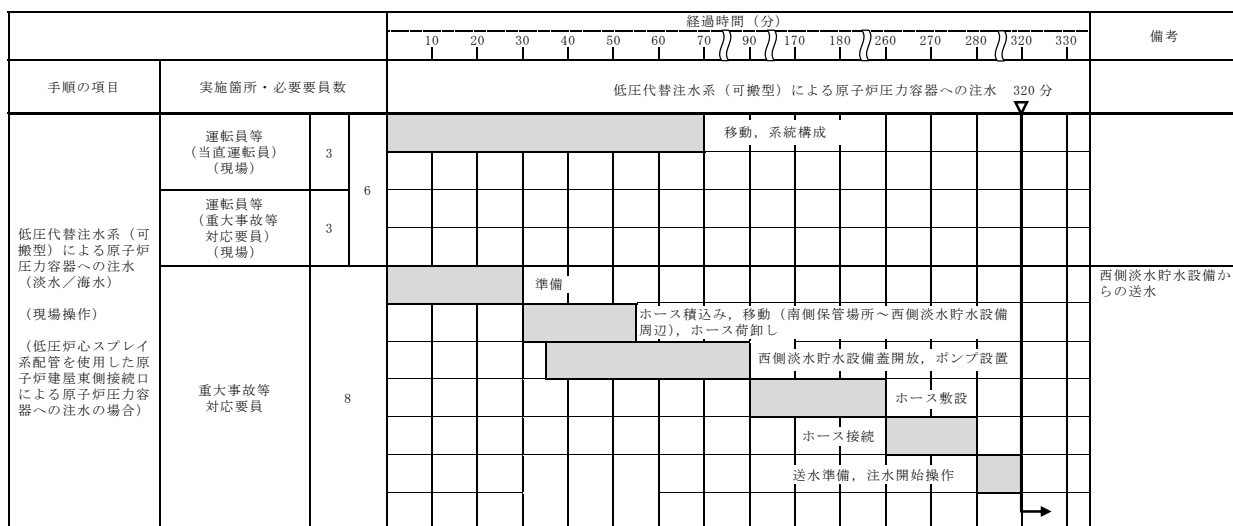 経過時間（分）
備考
10 20 30 40 50 60 70 90 170 180 260 270 280 320 330
手順の項目
実施箇所・必要要員数
低圧代替注水系（可搬型）による原子炉圧力容器への注水 320 分
低圧代替注水系（可
搬型）による原子炉
圧力容器への注水
（淡水／海水）
（現場操作）
（低圧炉心スプレイ
系配管を使用した原
子炉建屋東側接続口
による原子炉圧力容
器への注水の場合）
運転員等
（当直運転員）
（現場）
3
6
移動，系統構成
運転員等
（重大事故等
対応要員）
（現場）
3
重大事故等
対応要員
8
準備
ホース積込み，移動（南側保管場所～西側淡水貯水設備
周辺），ホース荷卸し
西側淡水貯水設備蓋開放，ポンプ設置
ホース敷設
ホース接続
送水準備，注水開始操作
西側淡水貯水設備か
らの送水